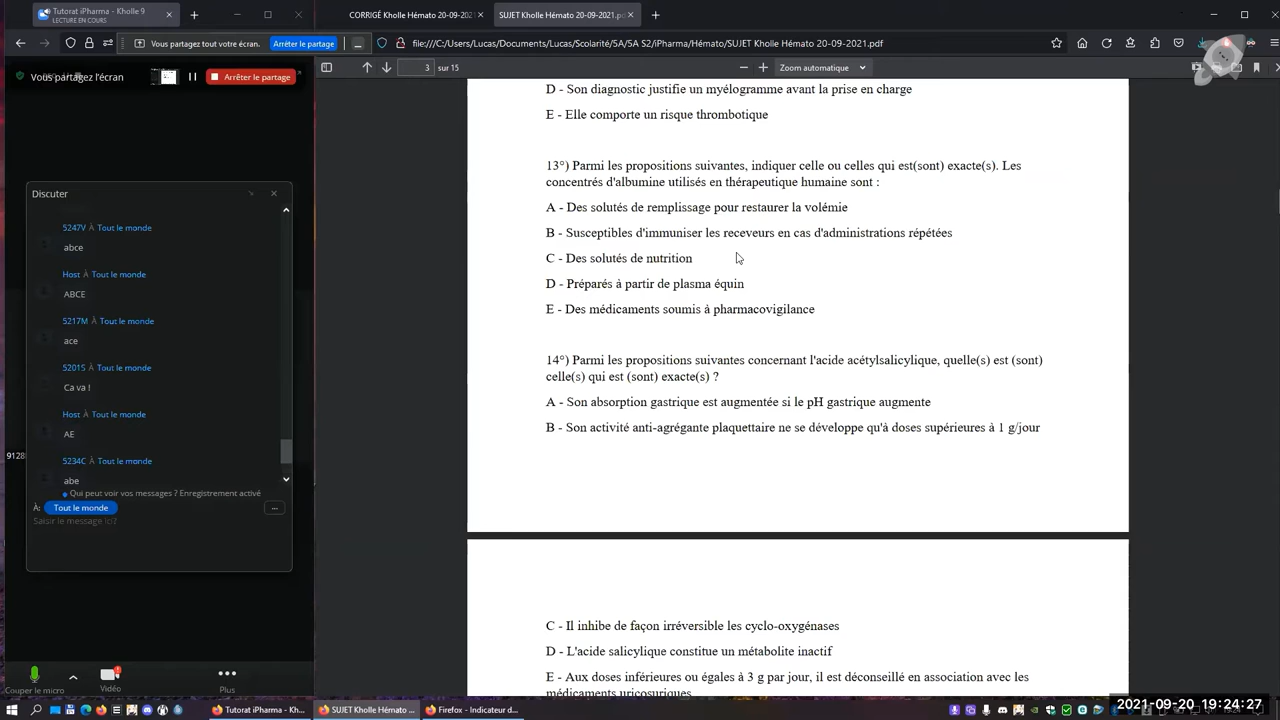 Tutorat iPharma - Kholle 9
LECTURE EN COURS
CORRIGÉ Kholle Hémato 20-09-2021
SUJET Kholle Hémato 20-09-2021.pd
Vous partagez tout écran.
Arrêter le partage
...
file:///C:/Users/Lucas/Documents/Lucas/Scolarité/5A/5A S2/iPharma/Hémato/SUJET Kholle Hémato 20-09-2021.pdf
Vous partagez l'écran
Arrêter le partage
3 sur 15
Zoom automatique
Discuter
5247V À Tout le monde
abce
Host À Tout le monde
ABCE
5217M À Tout le monde
ace
5201S À Tout le monde
Ca va !
Host À Tout le monde
AE
5234C À Tout le monde
abe
Qui peut voir vos messages ? Enregistrement activé
À: Tout le monde
...
Saisir le message ici?
9128
D - Son diagnostic justifie un myélogramme avant la prise en charge
E - Elle comporte un risque thrombotique
13°) Parmi les propositions suivantes, indiquer celle ou celles qui est(sont) exacte(s). Les
concentrés d'albumine utilisés en thérapeutique humaine sont :
A - Des solutés de remplissage pour restaurer la volémie
B - Susceptibles d'immuniser les receveurs en cas d'administrations répétées
C - Des solutés de nutrition
D - Préparés à partir de plasma équin
E - Des médicaments soumis à pharmacovigilance
14°) Parmi les propositions suivantes concernant l'acide acétylsalicylique, quelle(s) est (sont)
celle(s) qui est (sont) exacte(s) ?
A - Son absorption gastrique est augmentée si le pH gastrique augmente
B - Son activité anti-agrégante plaquettaire ne se développe qu'à doses supérieures à 1 g/jour
C - Il inhibe de façon irréversible les cyclo-oxygénases
D - L'acide salicylique constitue un métabolite inactif
E - Aux doses inférieures ou égales à 3 g par jour, il est déconseillé en association avec les
médicaments uricosuriques
Couper le micro
Vidéo
Plus
Tutorat iPharma - Kh...
SUJET Kholle Hémato ...
Firefox - Indicateur d...
2021-09-20 19:24:27